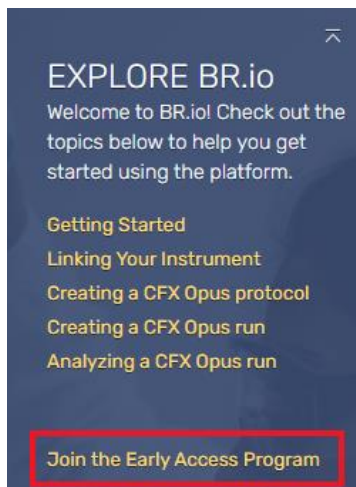 EXPLORE BR.io
Welcome to BR.io! Check out the
topics below to help you get
started using the platform.
Getting Started
Linking Your Instrument
Creating a CFX Opus protocol
Creating a CFX Opus run
Analyzing a CFX Opus run
Join the Early Access Program